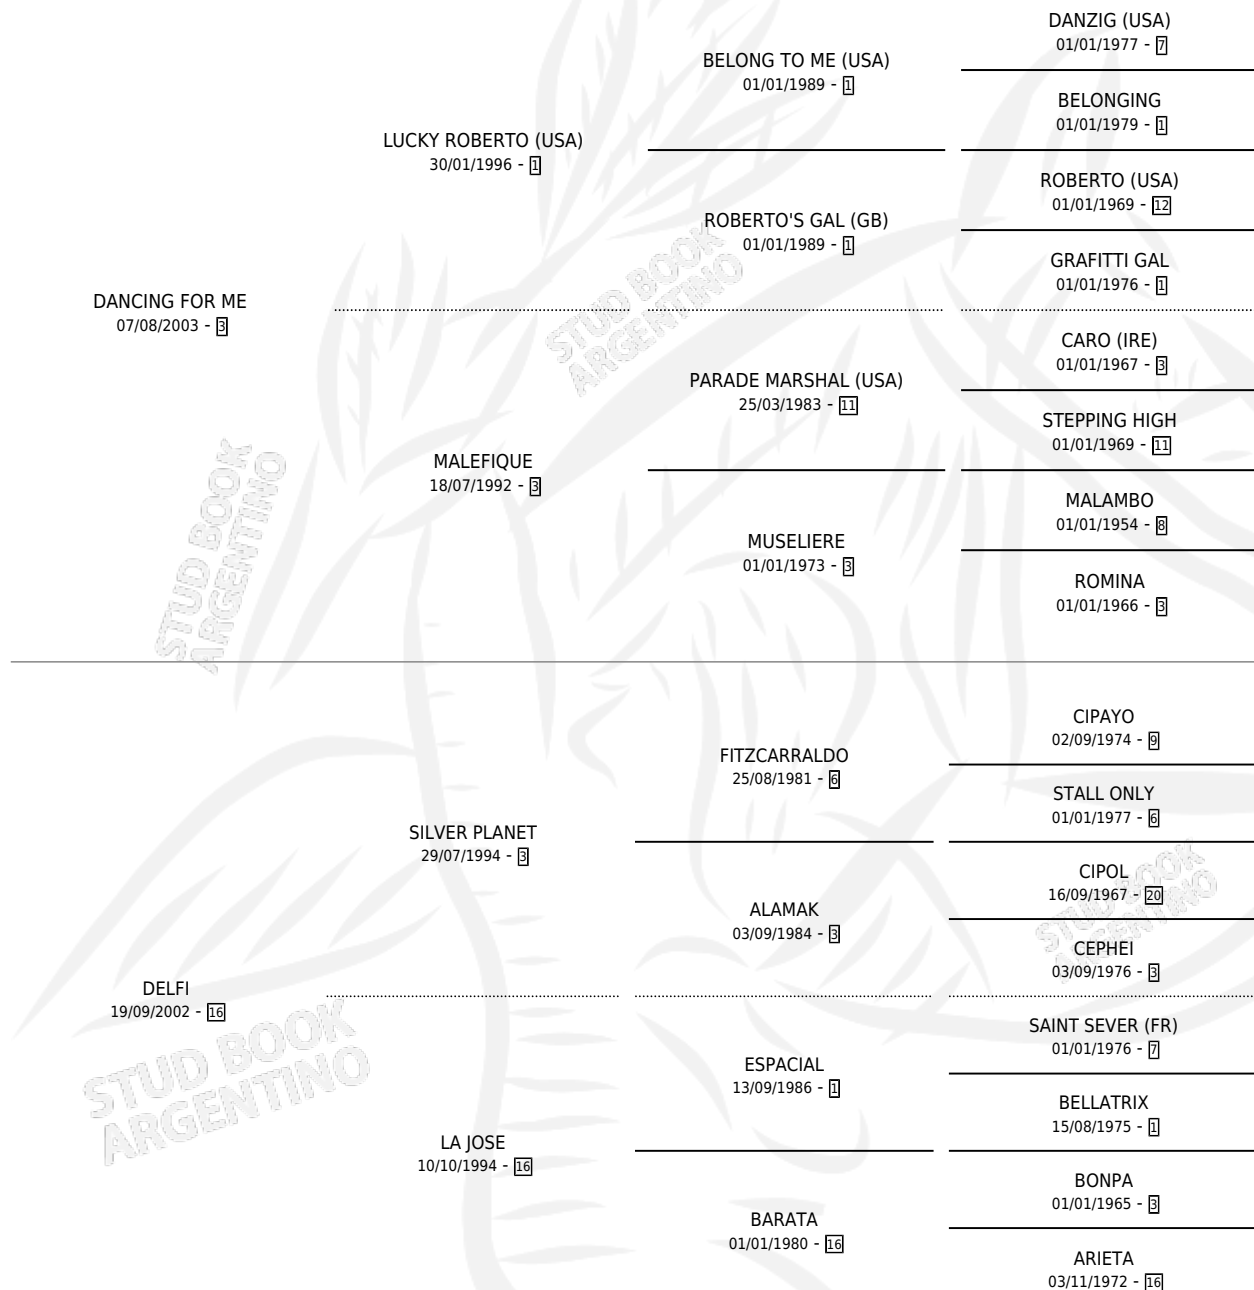 DANCING FOR ME
07/08/2003 - 3
LUCKY ROBERTO (USA)
30/01/1996 - 1
MALEFIQUE
18/07/1992 - 3
BELONG TO ME (USA)
01/01/1989 - 1
ROBERTO'S GAL (GB)
01/01/1989 - 1
PARADE MARSHAL (USA)
25/03/1983 - 11
MUSELIERE
01/01/1973 - 3
DANZIG (USA)
01/01/1977 - 7
BELONGING
01/01/1979 - 1
ROBERTO (USA)
01/01/1969 - 12
GRAFITTI GAL
01/01/1976 - 1
CARO (IRE)
01/01/1967 - 3
STEPPING HIGH
01/01/1969 - 11
MALAMBO
01/01/1954 - 8
ROMINA
01/01/1966 - 3
DELFI
19/09/2002 - 16
SILVER PLANET
29/07/1994 - 3
LA JOSE
10/10/1994 - 16
FITZCARRALDO
25/08/1981 - 6
ALAMAK
03/09/1984 - 3
ESPACIAL
13/09/1986 - 1
BARATA
01/01/1980 - 16
CIPAYO
02/09/1974 - 9
STALL ONLY
01/01/1977 - 6
CIPOL
16/09/1967 - 20
CEPHEI
03/09/1976 - 3
SAINT SEVER (FR)
01/01/1976 - 7
BELLATRIX
15/08/1975 - 1
BONPA
01/01/1965 - 3
ARIETA
03/11/1972 - 16
STUD BOOK
ARGENTINO
STUD BOOK
ARGENTINO
STUD BOOK
ARGENTINO
STUD BOOK
ARGENTINO